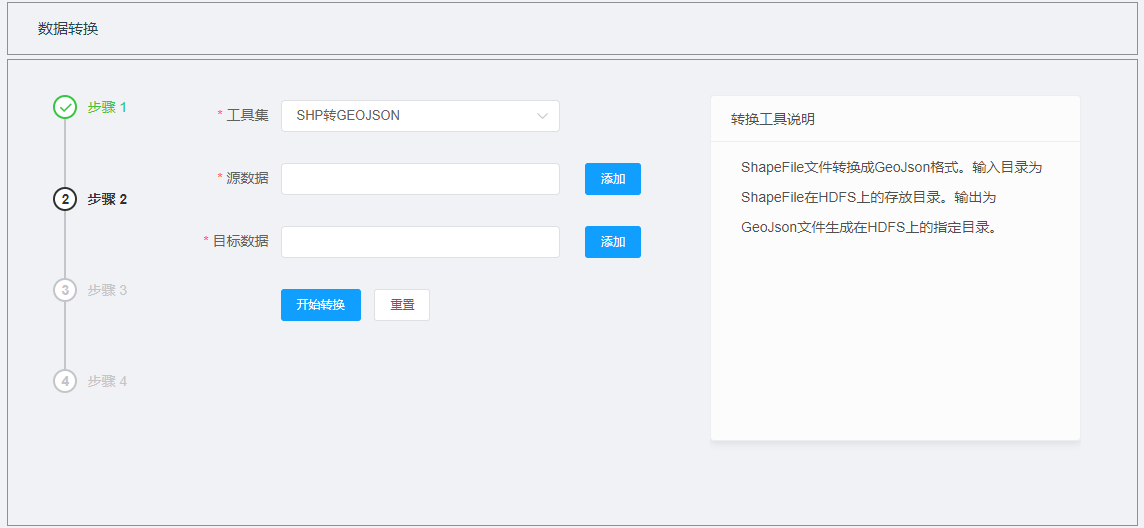 数据转换
步骤 1
2 步骤 2
3 步骤 3
4 步骤 4
* 工具集 SHP转GEOJSON
* 源数据 添加
* 目标数据 添加
开始转换 重置
转换工具说明
ShapeFile文件转换成GeoJson格式。输入目录为
ShapeFile在HDFS上的存放目录。输出为
GeoJson文件生成在HDFS上的指定目录。